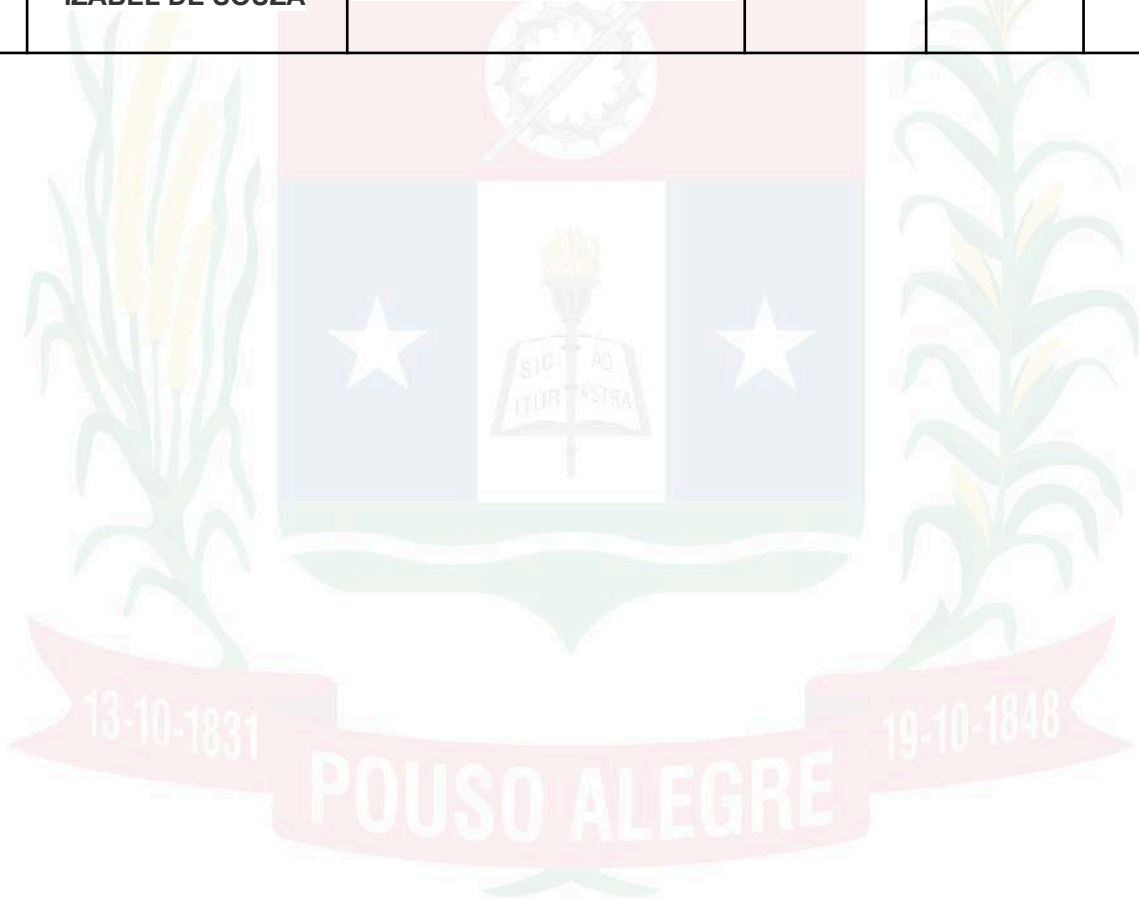 IZABEL DE SOUZA
SIC AD
ITUR ASTRA
13-10-1831
19-10-1848
POUSO ALEGRE